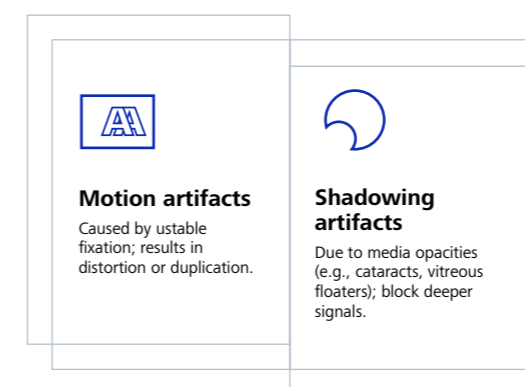 Motion artifacts
Caused by ustable
fixation; results in
distortion or duplication.
Shadowing
artifacts
Due to media opacities
(e.g., cataracts, vitreous
floaters); block deeper
signals.